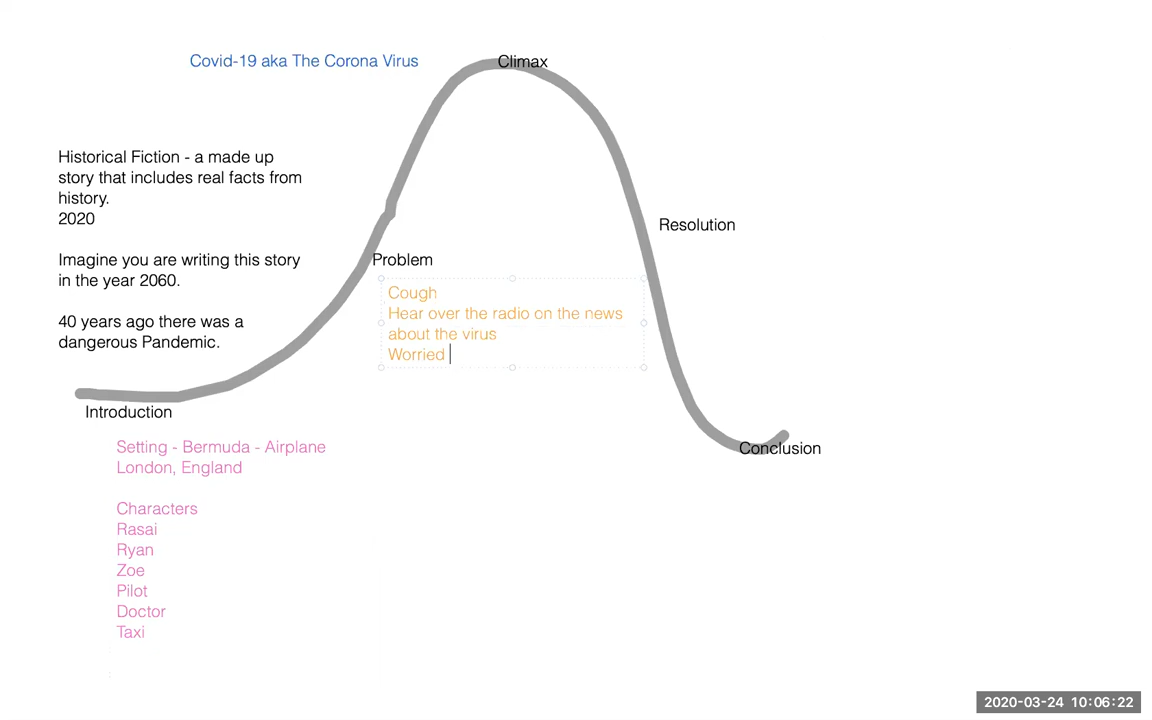 Covid-19 aka The Corona Virus
Climax
Historical Fiction - a made up
story that includes real facts from
history.
2020
Imagine you are writing this story
in the year 2060.
40 years ago there was a
dangerous Pandemic.
Resolution
Problem
Cough
Hear over the radio on the news
about the virus
Worried
Introduction
Conclusion
Setting - Bermuda - Airplane
London, England
Characters
Rasai
Ryan
Zoe
Pilot
Doctor
Taxi
2020-03-24 10:06:22